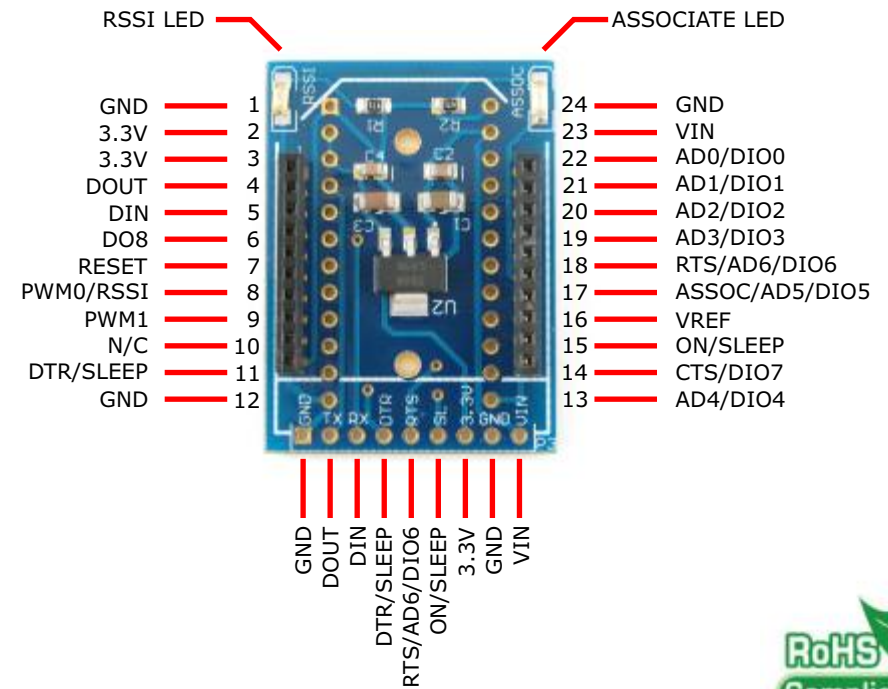 RSSI LED
ASSOCIATE LED
RSSI
ASSOC
GND 1
3.3V 2
3.3V 3
DOUT 4
DIN 5
DO8 6
RESET 7
PWM0/RSSI 8
PWM1 9
N/C 10
DTR/SLEEP 11
GND 12
24 GND
23 VIN
22 AD0/DIO0
21 AD1/DIO1
20 AD2/DIO2
19 AD3/DIO3
18 RTS/AD6/DIO6
17 ASSOC/AD5/DIO5
16 VREF
15 ON/SLEEP
14 CTS/DIO7
13 AD4/DIO4
R1
R2
C4
C2
C3
C1
U2
GND TX RX DTR RTS SL 3.3V GND VIN
GND
DOUT
DIN
DTR/SLEEP
RTS/AD6/DIO6
ON/SLEEP
3.3V
GND
VIN
RoHS